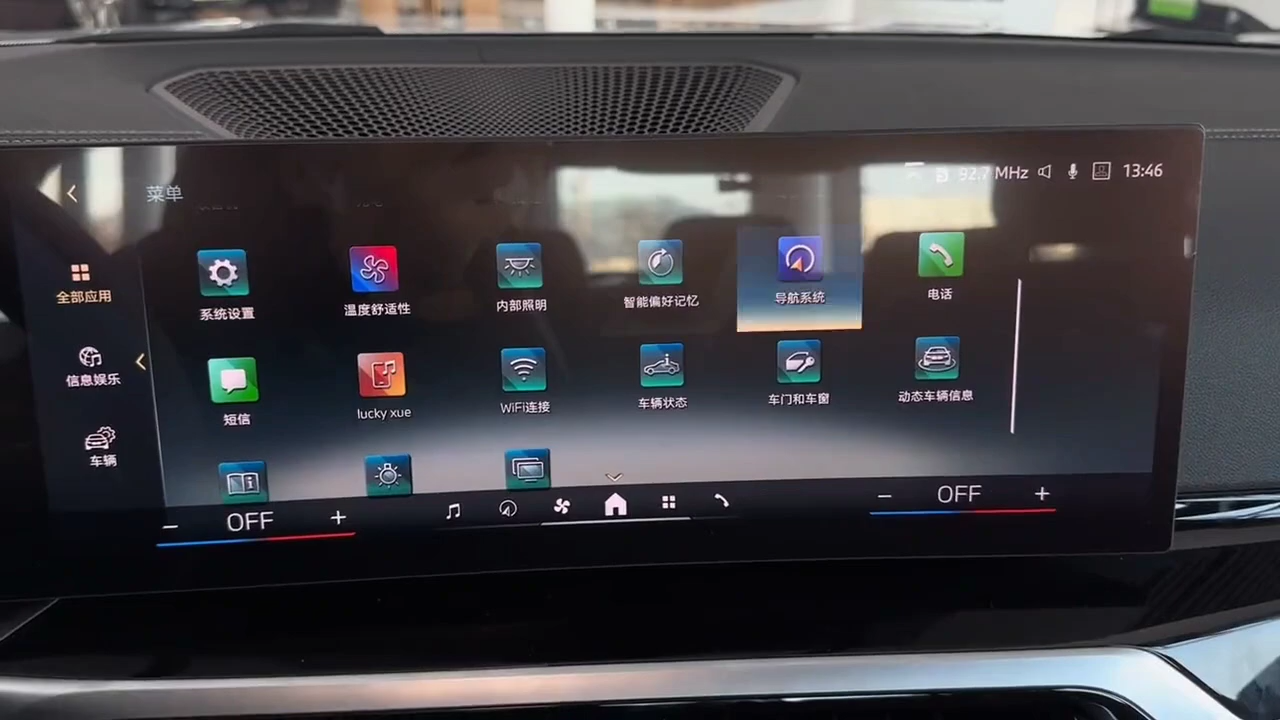 菜单
92.7 MHz
13:46
全部应用
信息娱乐
车辆
系统设置
温度舒适性
内部照明
智能偏好记忆
导航系统
电话
短信
lucky xue
WiFi连接
车辆状态
车门和车窗
动态车辆信息
- OFF +
- OFF +